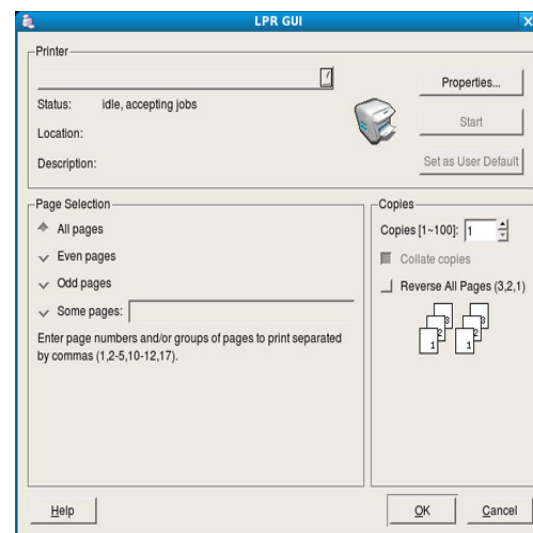 LPR GUI
Printer
Properties...
Status: idle, accepting jobs
Start
Location:
Description:
Set as User Default
Page Selection
All pages
Even pages
Odd pages
Some pages:
Enter page numbers and/or groups of pages to print separated
by commas (1,2-5,10-12,17).
Copies
Copies [1~100]: 1
Collate copies
Reverse All Pages (3,2,1)
3 3
2 2
1 1
Help
OK
Cancel